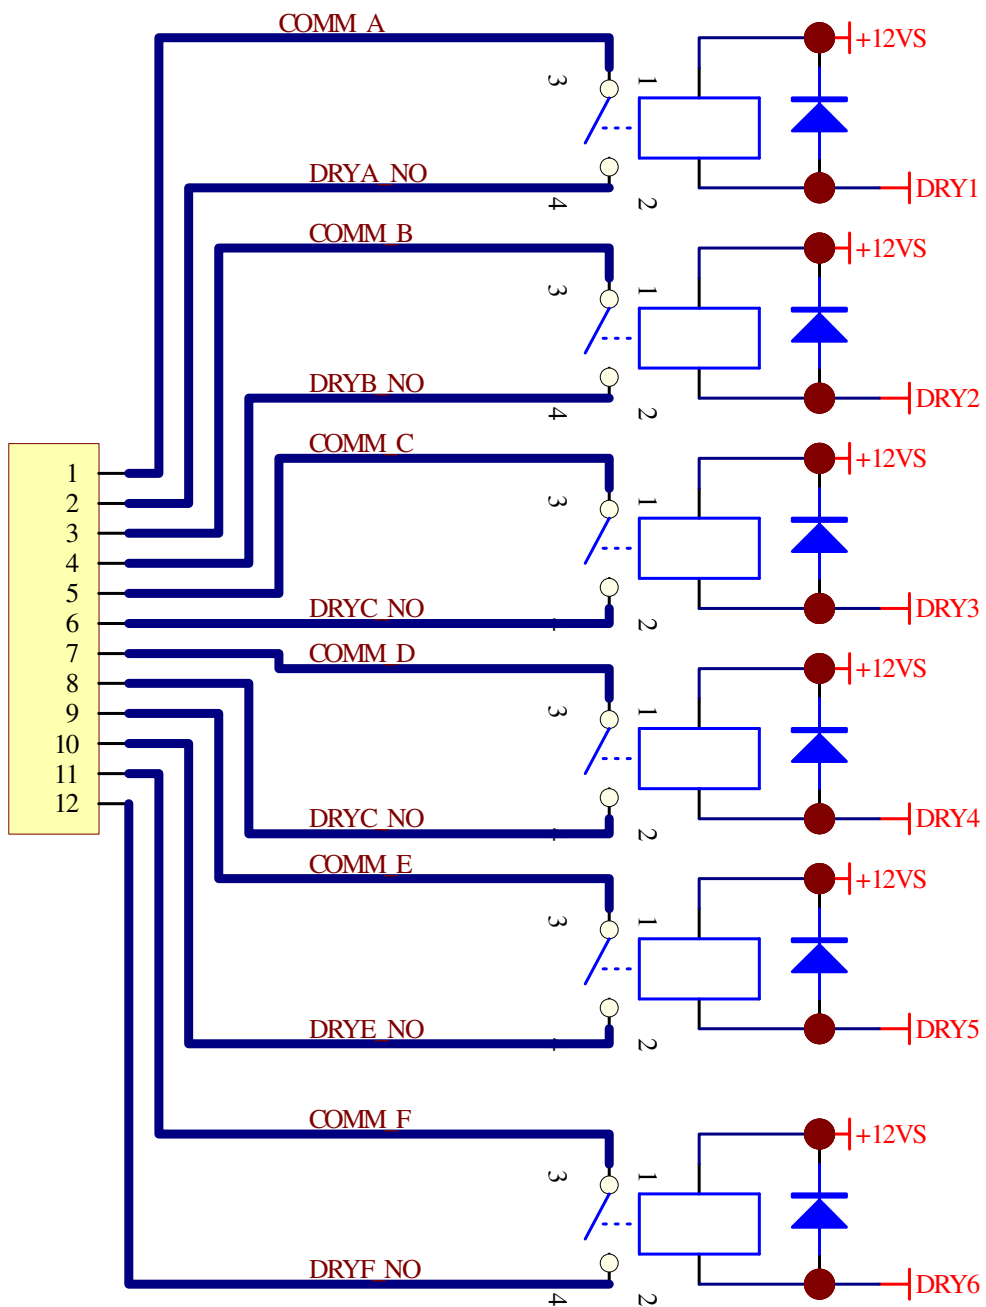 COMM_A
+12VS
3
1
DRYA_NO
DRY1
4
2
COMM_B
+12VS
3
1
DRYB_NO
DRY2
4
2
COMM_C
+12VS
3
1
DRYC_NO
DRY3
2
COMM_D
+12VS
3
1
DRYC_NO
DRY4
2
COMM_E
+12VS
3
1
DRYE_NO
DRY5
2
COMM_F
+12VS
3
1
DRYF_NO
DRY6
4
2
1
2
3
4
5
6
7
8
9
10
11
12